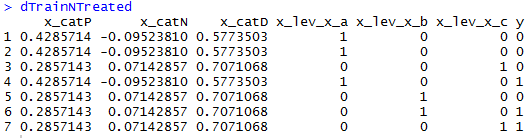 > dTrainNTreated
x_catP x_catN x_catD x_lev_x_a x_lev_x_b x_lev_x_c y
1 0.4285714 -0.09523810 0.5773503 1 0 0 0
2 0.4285714 -0.09523810 0.5773503 1 0 0 0
3 0.2857143 0.07142857 0.7071068 0 0 1 0
4 0.4285714 -0.09523810 0.5773503 1 0 0 1
5 0.2857143 0.07142857 0.7071068 0 1 0 0
6 0.2857143 0.07142857 0.7071068 0 1 0 1
7 0.2857143 0.07142857 0.7071068 0 0 1 1